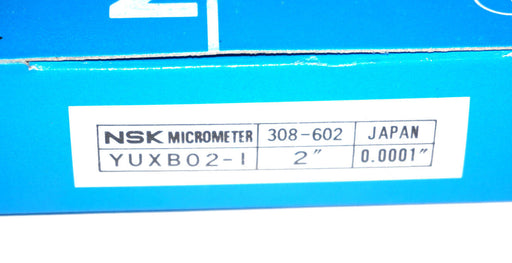 NSK MICROMETER 308-602 JAPAN
YUXB02-1 2" 0.0001"